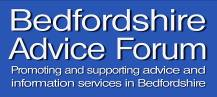 Bedfordshire
Advice Forum
Promoting and supporting advice and
information services in Bedfordshire